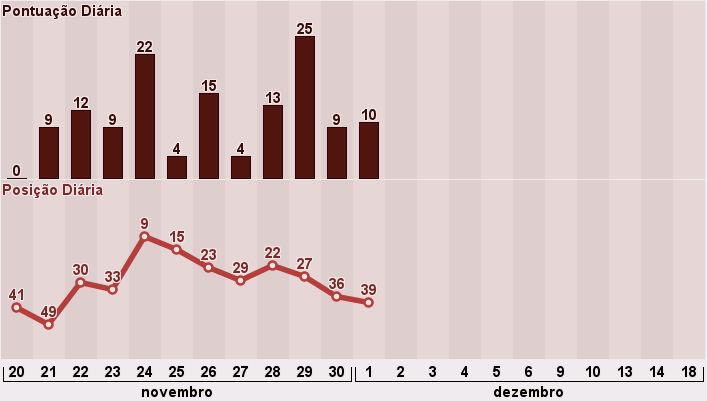 Pontuação Diária
0 9 12 9 22 4 15 4 13 25 9 10
Posição Diária
41 49 30 33 9 15 23 29 22 27 36 39
20 21 22 23 24 25 26 27 28 29 30 1 2 3 4 5 6 9 10 13 14 18
novembro dezembro